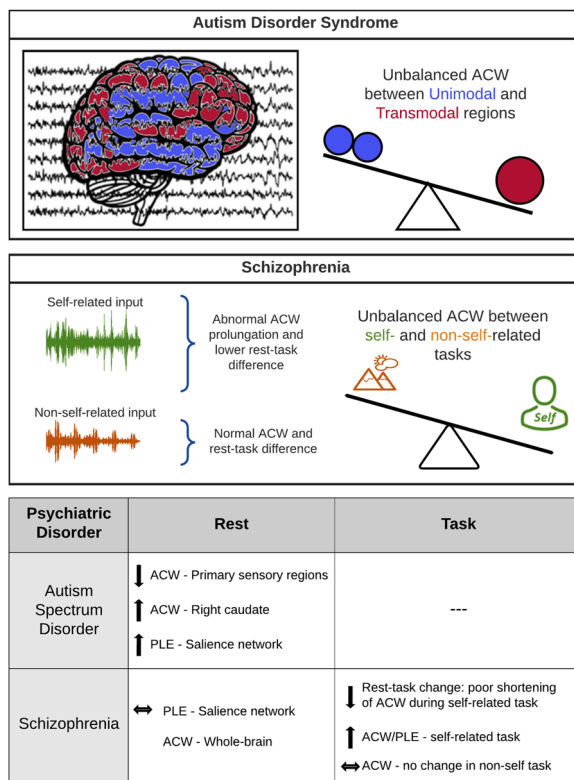 Autism Disorder Syndrome
Unbalanced ACW
between Unimodal and
Transmodal regions
Schizophrenia
Self-related input
Abnormal ACW
prolongation and
lower rest-task
difference
Non-self-related input
Normal ACW and
rest-task difference
Unbalanced ACW between
self- and non-self-related
tasks
Self
Psychiatric
Disorder
Rest
Task
Autism
Spectrum
Disorder
ACW - Primary sensory regions
ACW - Right caudate
PLE - Salience network
---
Schizophrenia
PLE - Salience network
ACW - Whole-brain
Rest-task change: poor shortening
of ACW during self-related task
ACW/PLE - self-related task
ACW - no change in non-self task